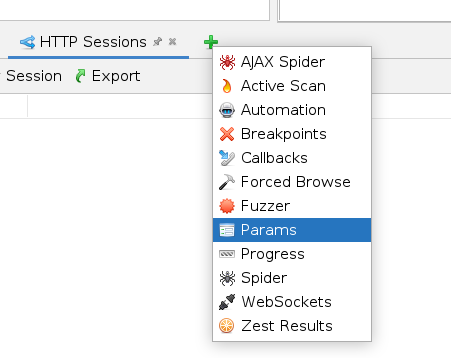 HTTP Sessions
Session Export
AJAX Spider
Active Scan
Automation
Breakpoints
Callbacks
Forced Browse
Fuzzer
Params
Progress
Spider
WebSockets
Zest Results